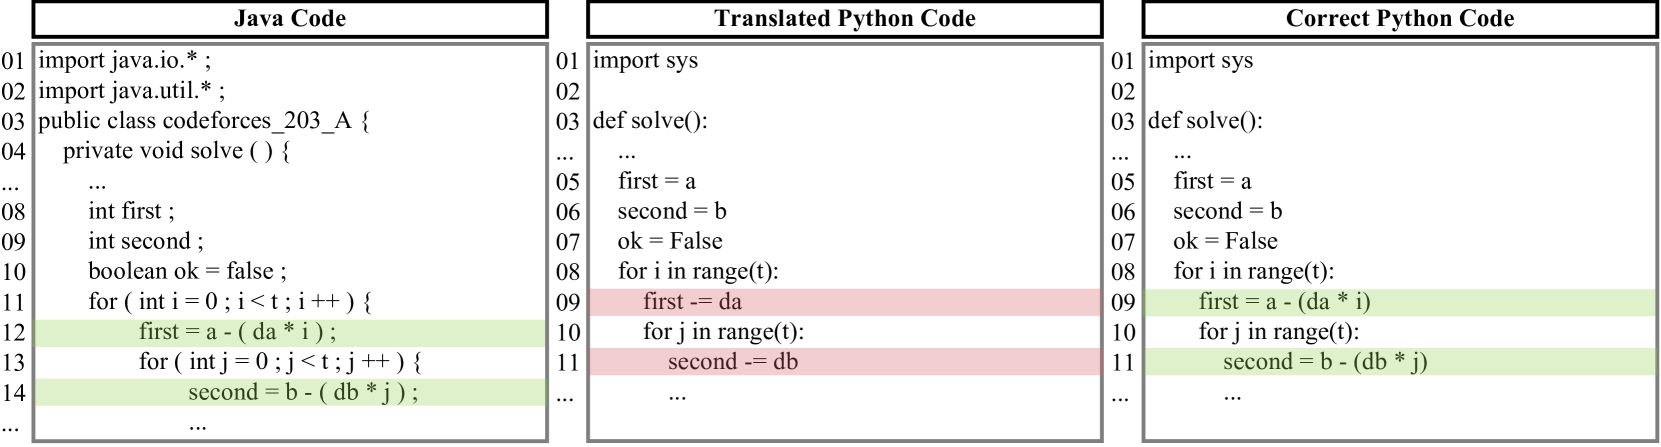 Java Code
01 import java.io.* ;
02 import java.util.* ;
03 public class codeforces_203_A {
04 private void solve ( ) {
... ...
08 int first ;
09 int second ;
10 boolean ok = false ;
11 for ( int i = 0 ; i < t ; i ++ ) {
12 first = a - ( da * i ) ;
13 for ( int j = 0 ; j < t ; j ++ ) {
14 second = b - ( db * j ) ;
... ...
Translated Python Code
01 import sys
02
03 def solve():
... ...
05 first = a
06 second = b
07 ok = False
08 for i in range(t):
09 first -= da
10 for j in range(t):
11 second -= db
... ...
Correct Python Code
01 import sys
02
03 def solve():
... ...
05 first = a
06 second = b
07 ok = False
08 for i in range(t):
09 first = a - (da * i)
10 for j in range(t):
11 second = b - (db * j)
... ...